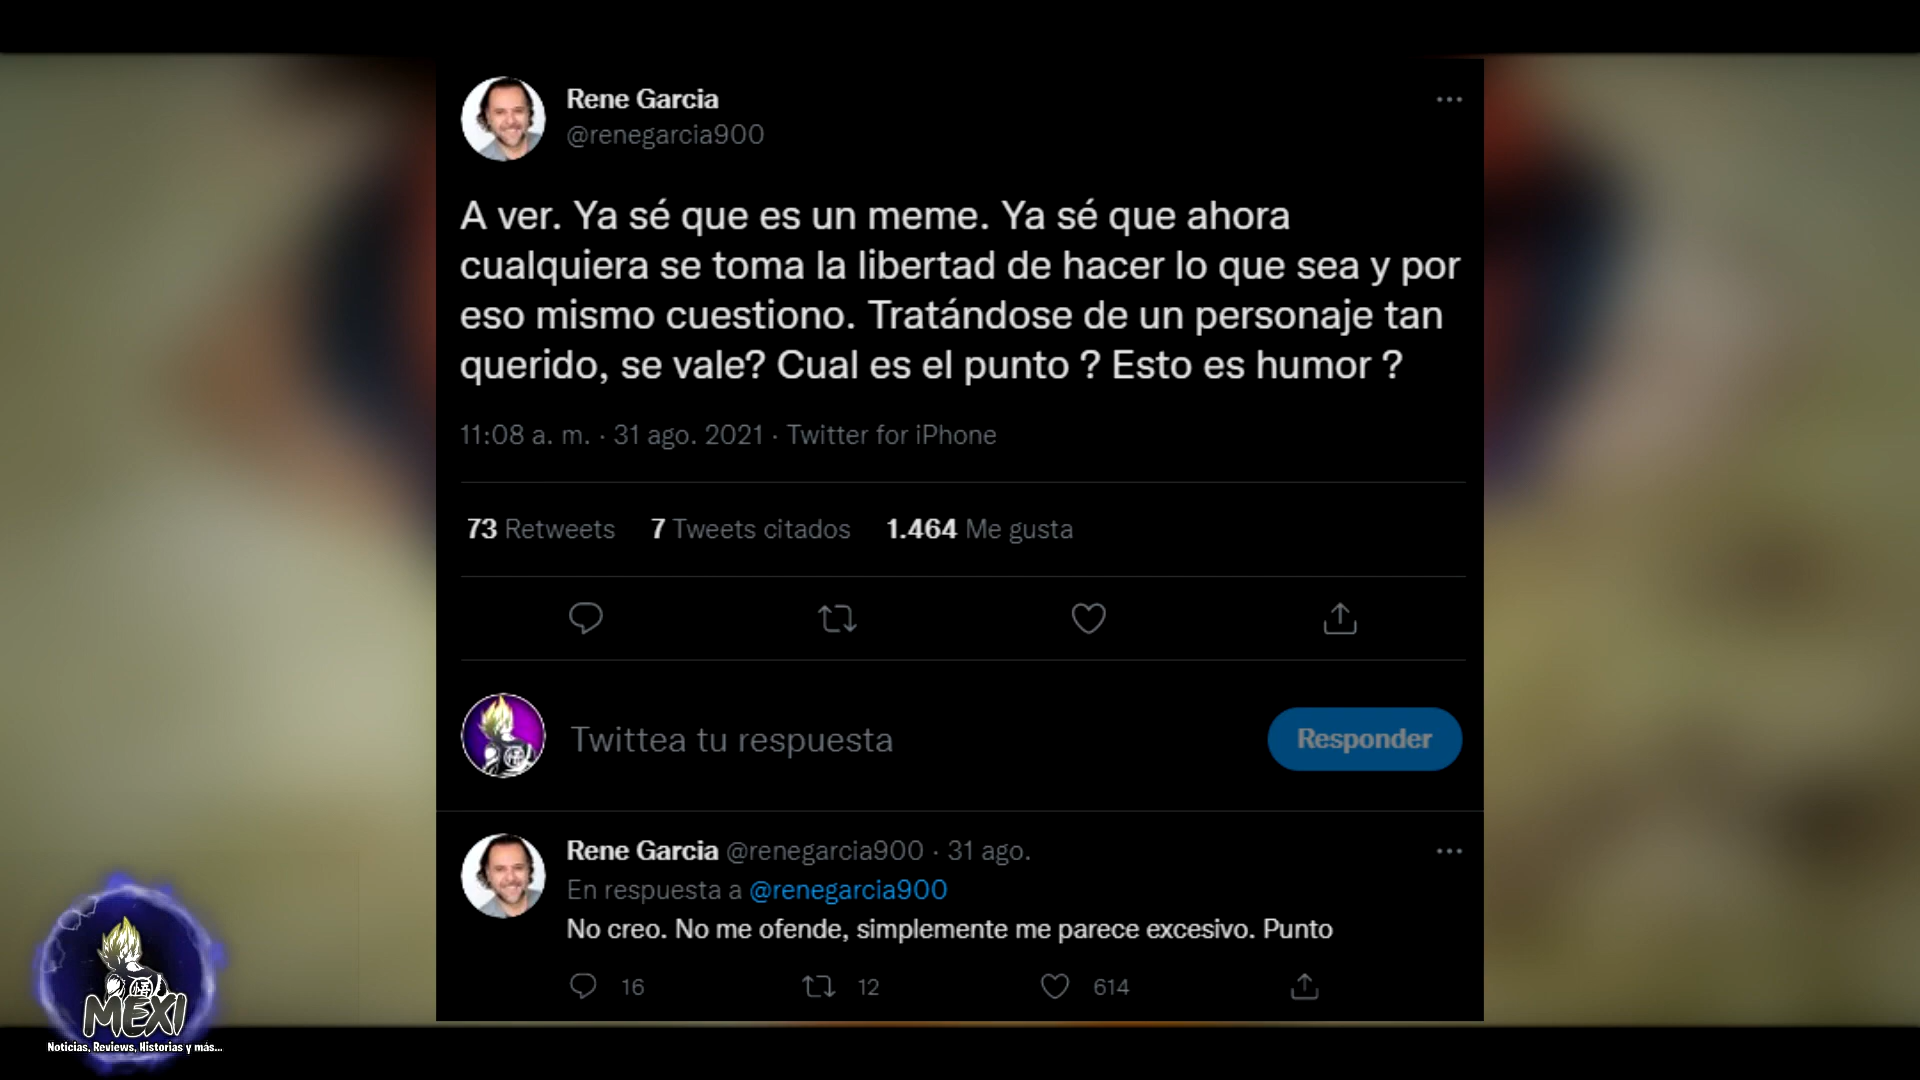 Rene Garcia
@renegarcia900
A ver. Ya sé que es un meme. Ya sé que ahora
cualquiera se toma la libertad de hacer lo que sea y por
eso mismo cuestiono. Tratándose de un personaje tan
querido, se vale? Cual es el punto ? Esto es humor ?
11:08 a. m. · 31 ago. 2021 · Twitter for iPhone
73 Retweets 7 Tweets citados 1.464 Me gusta
Twittea tu respuesta
Responder
Rene Garcia @renegarcia900 · 31 ago.
En respuesta a @renegarcia900
No creo. No me ofende, simplemente me parece excesivo. Punto
16 12 614
悟
MEXI
Noticias, Reviews, Historias y más...